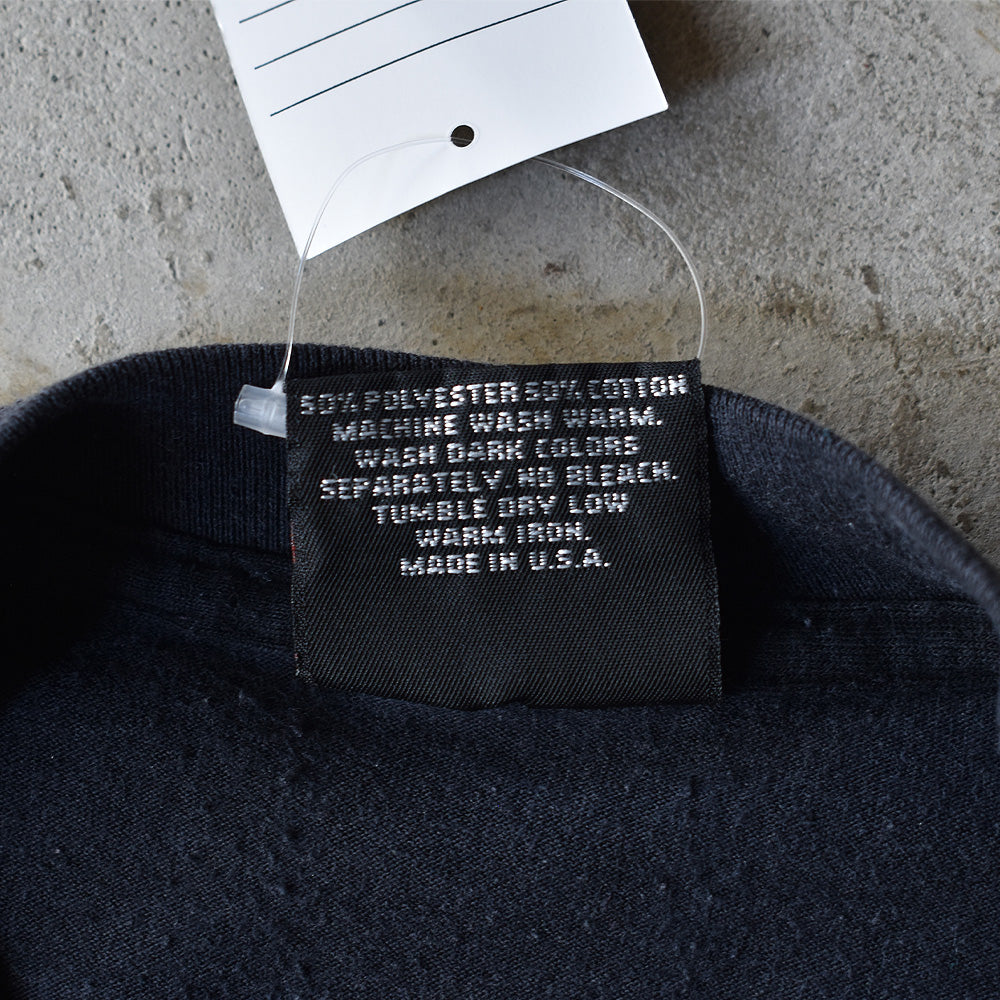 50% POLYESTER 50% COTTON
MACHINE WASH WARM.
WASH DARK COLORS
SEPARATELY. NO BLEACH.
TUMBLE DRY LOW
WARM IRON.
MADE IN U.S.A.